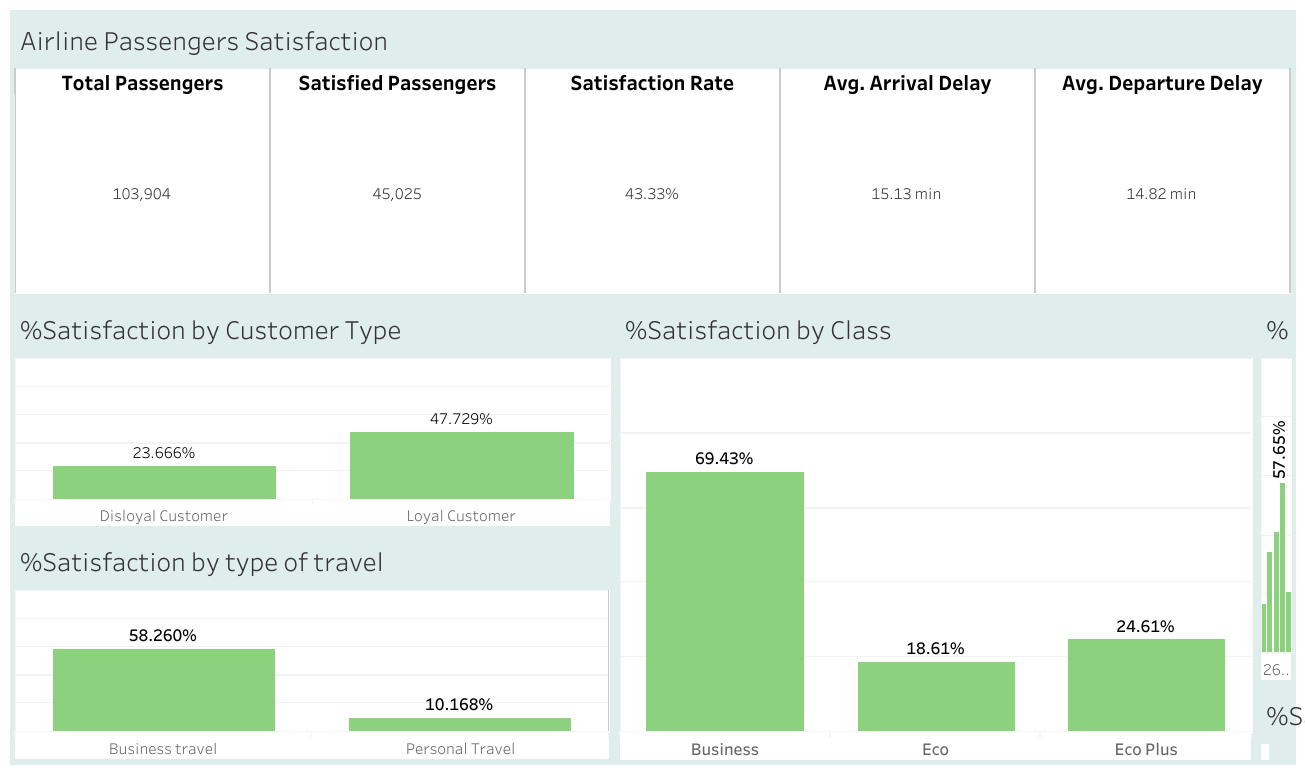 Airline Passengers Satisfaction
Total Passengers Satisfied Passengers Satisfaction Rate Avg. Arrival Delay Avg. Departure Delay
103,904 45,025 43.33% 15.13 min 14.82 min
%Satisfaction by Customer Type
23.666% 47.729%
Disloyal Customer Loyal Customer
%Satisfaction by type of travel
58.260% 10.168%
Business travel Personal Travel
%Satisfaction by Class
69.43% 18.61% 24.61%
Business Eco Eco Plus
%
57.65%
26..
%S